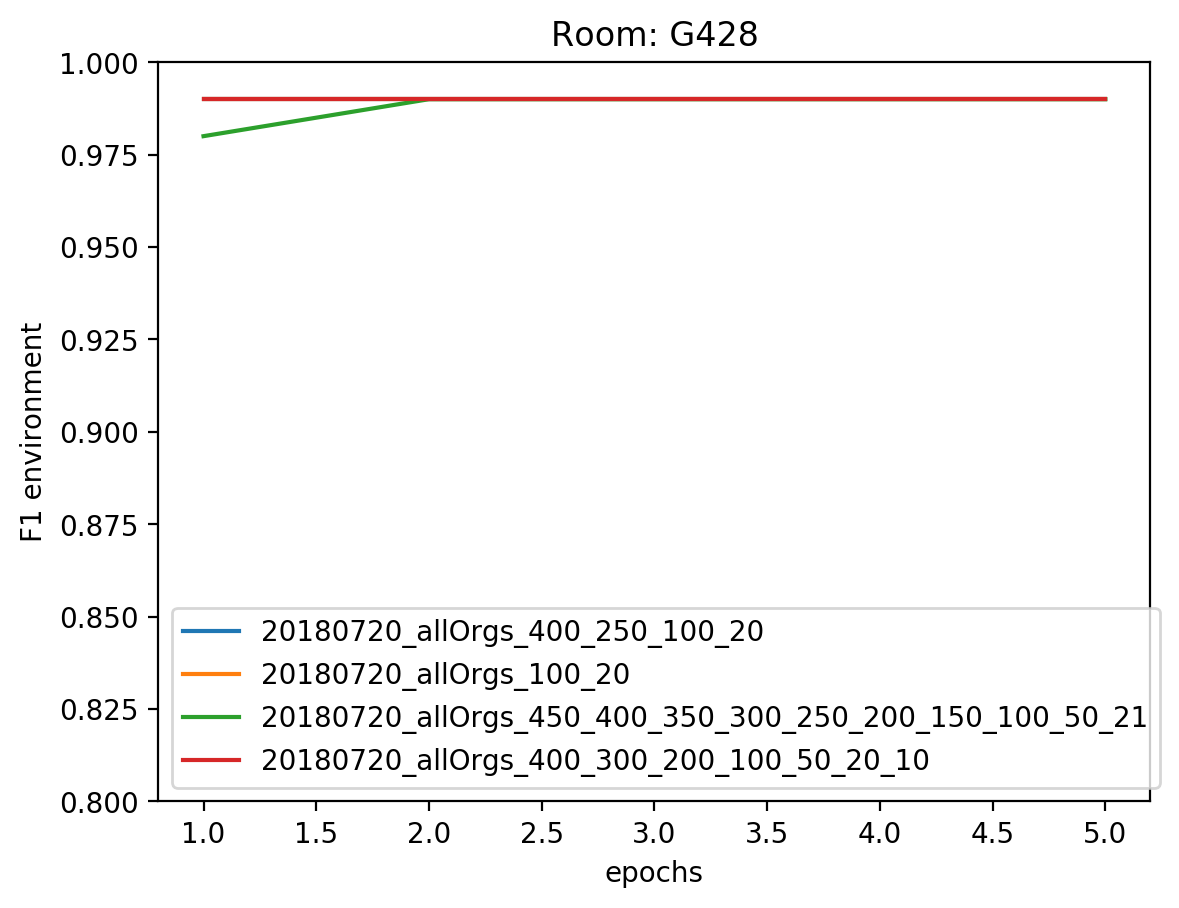 Room: G428
1.000
0.975
0.950
0.925
0.900
0.875
0.850
0.825
0.800
F1 environment
20180720_allOrgs_400_250_100_20
20180720_allOrgs_100_20
20180720_allOrgs_450_400_350_300_250_200_150_100_50_21
20180720_allOrgs_400_300_200_100_50_20_10
1.0 1.5 2.0 2.5 3.0 3.5 4.0 4.5 5.0
epochs